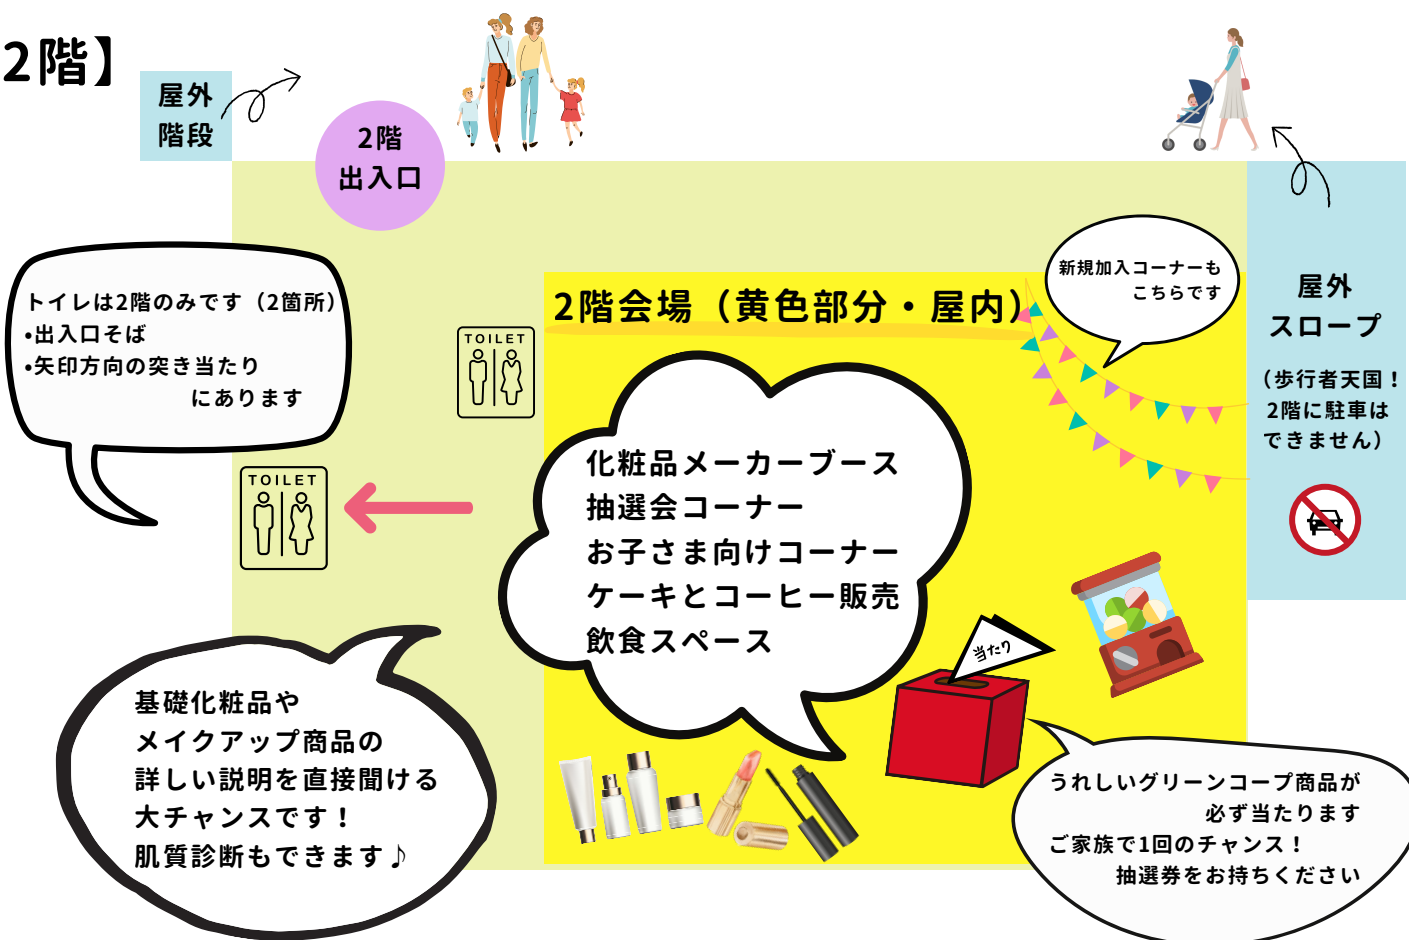 2階】
屋外
階段
2階
出入口
トイレは2階のみです（2箇所）
•出入口そば
•矢印方向の突き当たり
にあります
TOILET
TOILET
2階会場（黄色部分・屋内）
新規加入コーナーも
こちらです
屋外
スロープ
（歩行者天国！
2階に駐車は
できません）
化粧品メーカーブース
抽選会コーナー
お子さま向けコーナー
ケーキとコーヒー販売
飲食スペース
当たり
基礎化粧品や
メイクアップ商品の
詳しい説明を直接聞ける
大チャンスです！
肌質診断もできます♪
うれしいグリーンコープ商品が
必ず当たります
ご家族で1回のチャンス！
抽選券をお持ちください